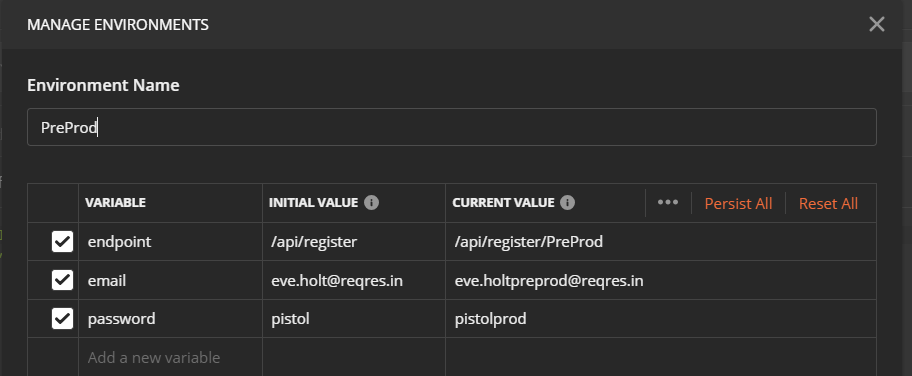 MANAGE ENVIRONMENTS
Environment Name
PreProd
VARIABLE INITIAL VALUE CURRENT VALUE Persist All Reset All
endpoint /api/register /api/register/PreProd
email eve.holt@reqres.in eve.holtpreprod@reqres.in
password pistol pistolprod
Add a new variable